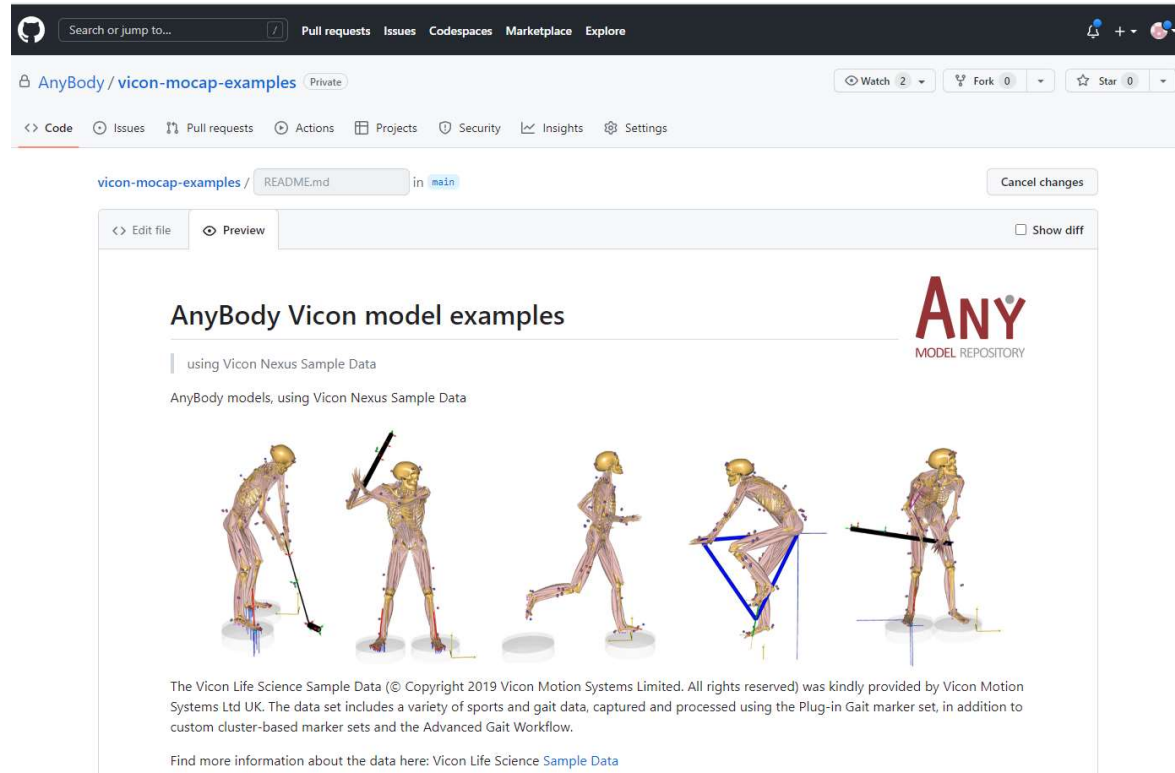 Search or jump to... /
Pull requests Issues Codespaces Marketplace Explore
AnyBody / vicon-mocap-examples Private
Watch 2 Fork 0 Star 0
<> Code Issues Pull requests Actions Projects Security Insights Settings
vicon-mocap-examples / README.md in main
Cancel changes
<> Edit file Preview
Show diff
AnyBody Vicon model examples
ANY
MODEL REPOSITORY
using Vicon Nexus Sample Data
AnyBody models, using Vicon Nexus Sample Data
The Vicon Life Science Sample Data (© Copyright 2019 Vicon Motion Systems Limited. All rights reserved) was kindly provided by Vicon Motion
Systems Ltd UK. The data set includes a variety of sports and gait data, captured and processed using the Plug-in Gait marker set, in addition to
custom cluster-based marker sets and the Advanced Gait Workflow.
Find more information about the data here: Vicon Life Science Sample Data